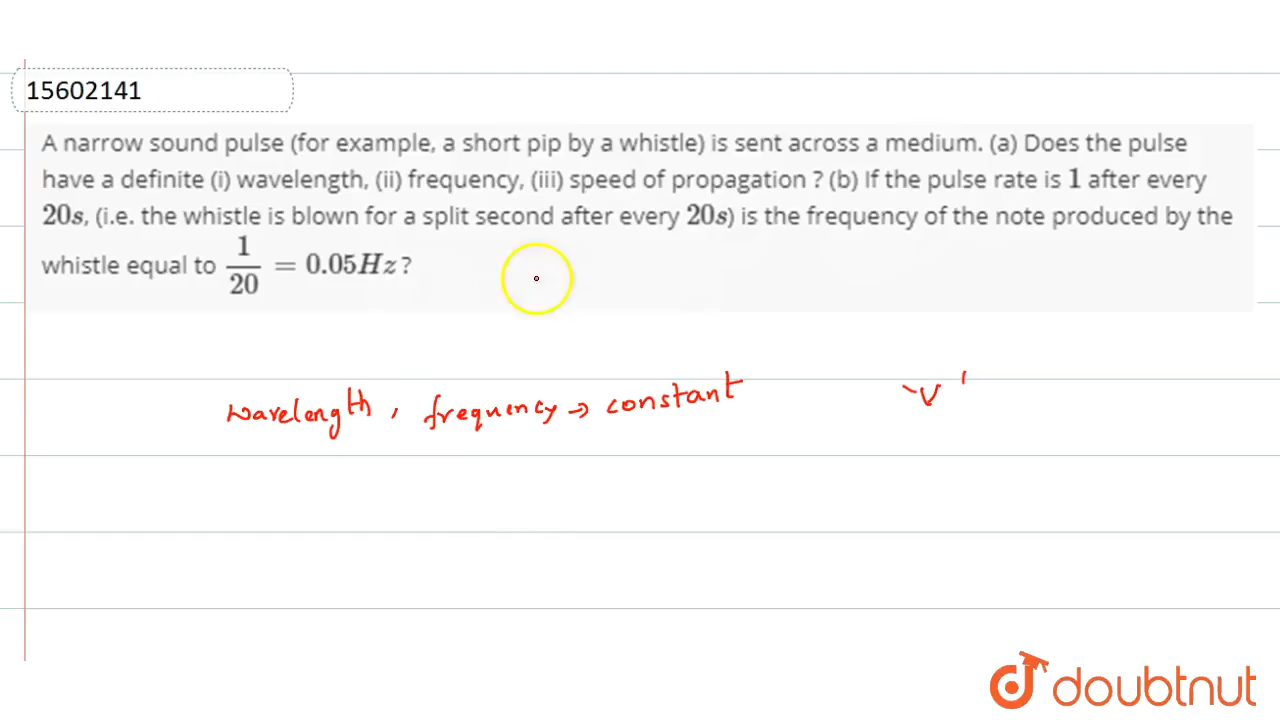 15602141
A narrow sound pulse (for example, a short pip by a whistle) is sent across a medium. (a) Does the pulse
have a definite (i) wavelength, (ii) frequency, (iii) speed of propagation ? (b) If the pulse rate is 1 after every
20s, (i.e. the whistle is blown for a split second after every 20s) is the frequency of the note produced by the
whistle equal to 1/20 = 0.05Hz?
wavelength, frequency → constant 'v'
doubtnut